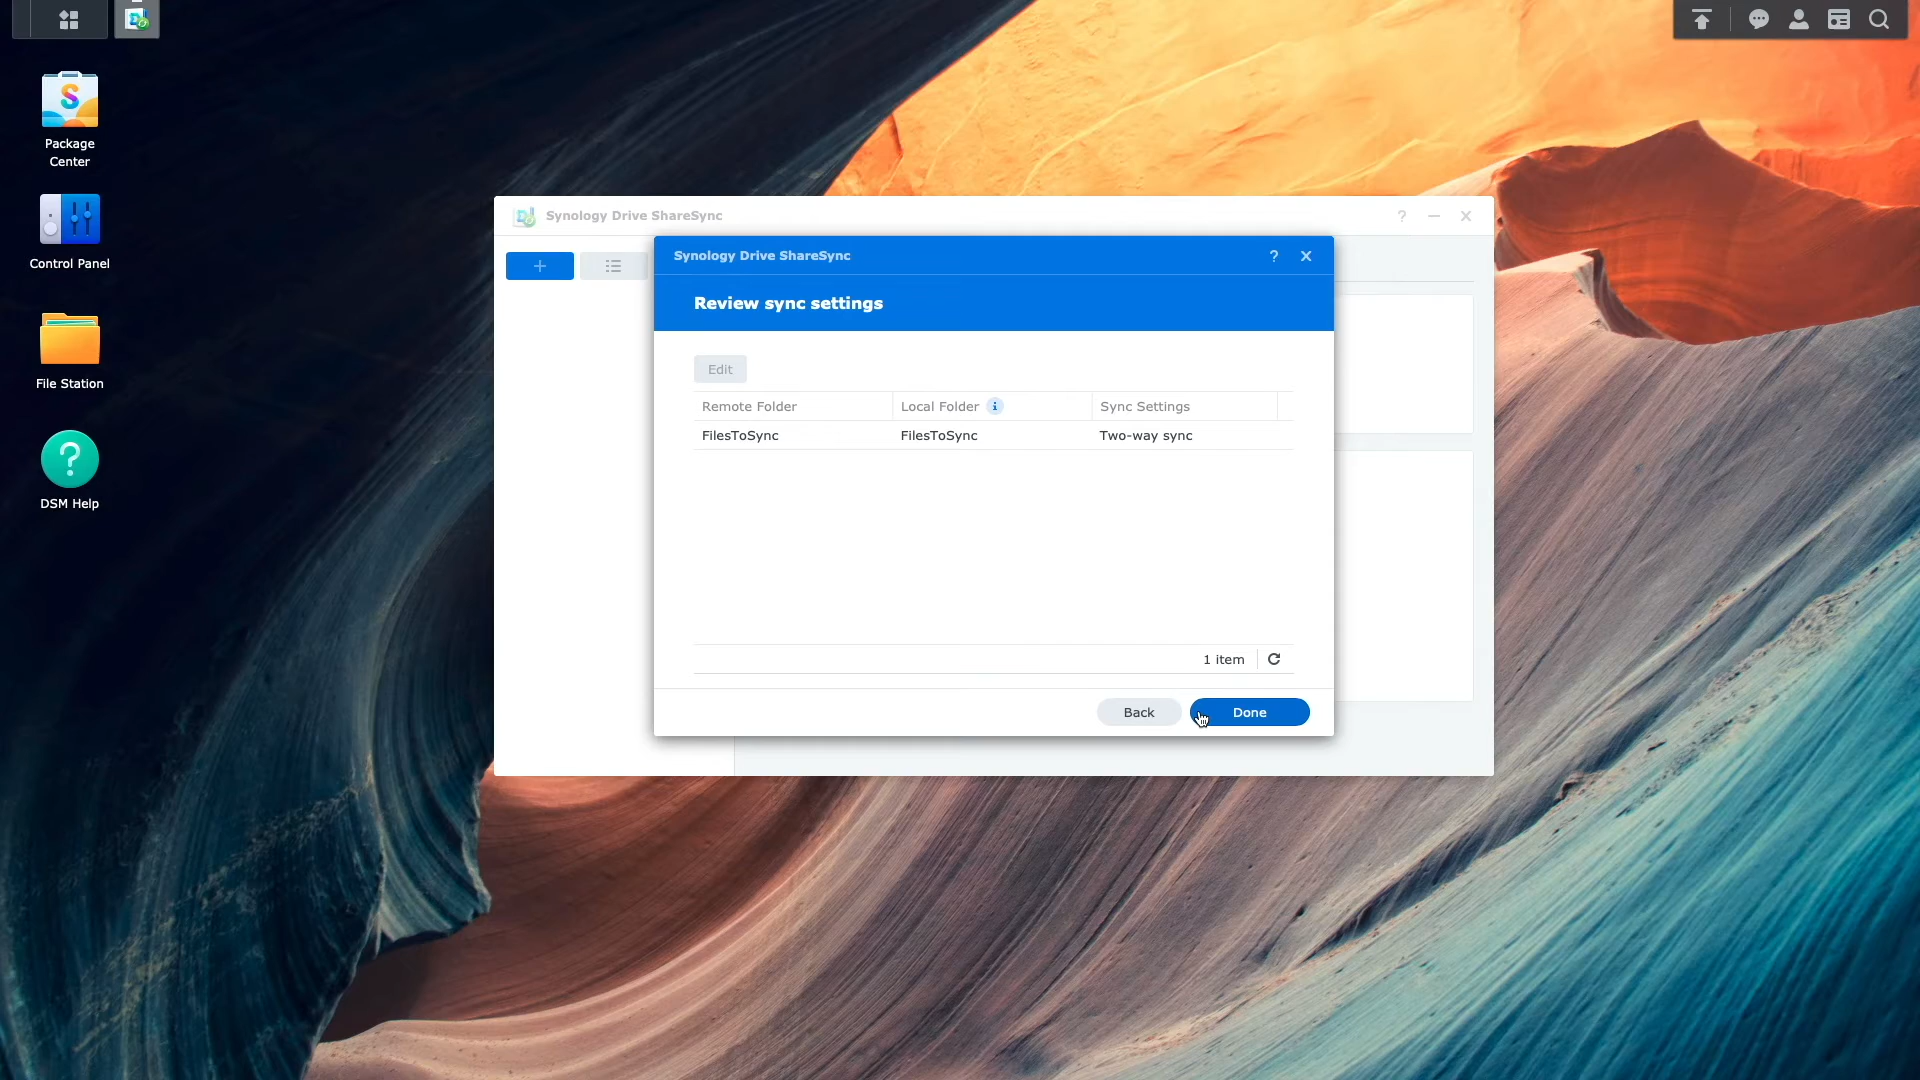 Package
Center
Control Panel
File Station
DSM Help
Synology Drive ShareSync
Synology Drive ShareSync
Review sync settings
Edit
Remote Folder Local Folder Sync Settings
FilesToSync FilesToSync Two-way sync
1 item
Back Done